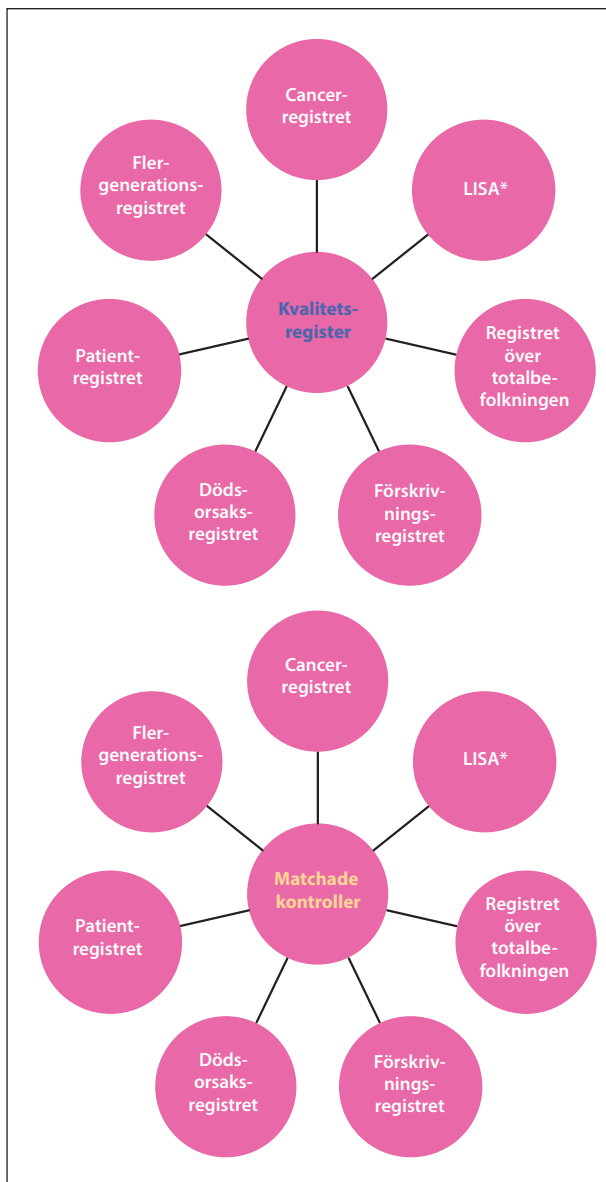 Cancer-
registret
Fler-
generations-
registret
LISA*
Kvalitets-
register
Patient-
registret
Registret
över
totalbe-
folkningen
Döds-
orsaks-
registret
Förskriv-
nings-
registret
Cancer-
registret
Fler-
generations-
registret
LISA*
Matchade
kontroller
Patient-
registret
Registret
över
totalbe-
folkningen
Döds-
orsaks-
registret
Förskriv-
nings-
registret